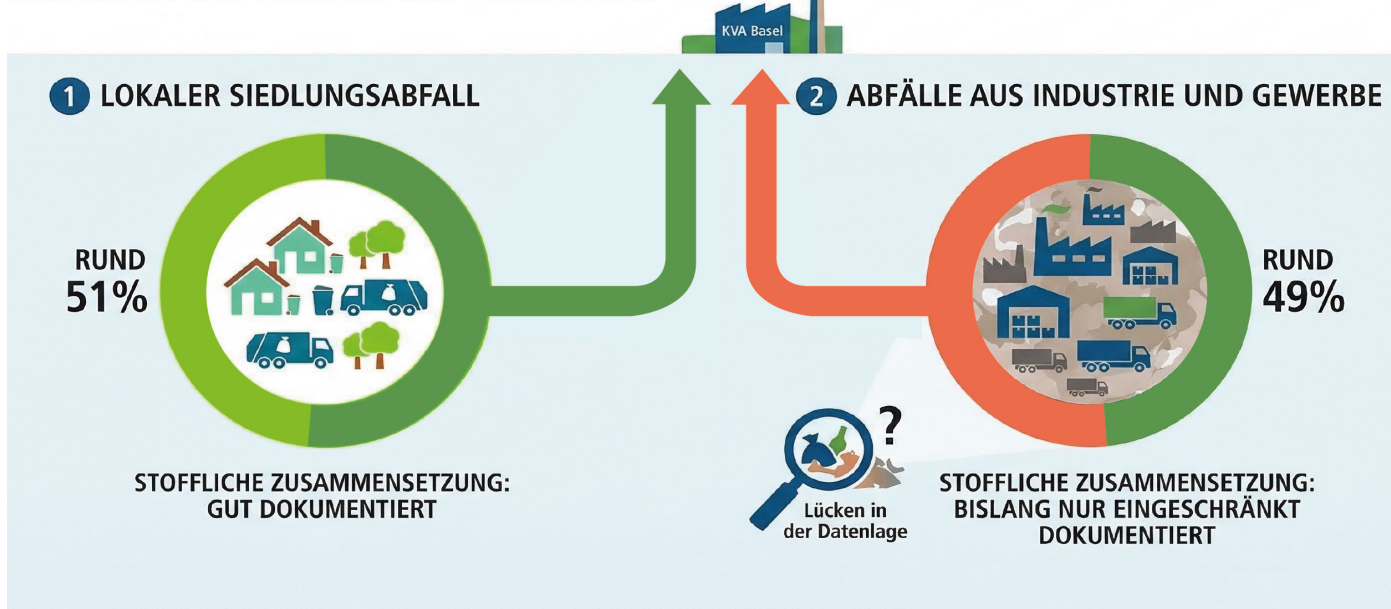 KVA Basel
1 LOKALER SIEDLUNGSABFALL
RUND
51%
STOFFLICHE ZUSAMMENSETZUNG:
GUT DOKUMENTIERT
2 ABFÄLLE AUS INDUSTRIE UND GEWERBE
RUND
49%
?
Lücken in
der Datenlage
STOFFLICHE ZUSAMMENSETZUNG:
BISLANG NUR EINGESCHRÄNKT
DOKUMENTIERT